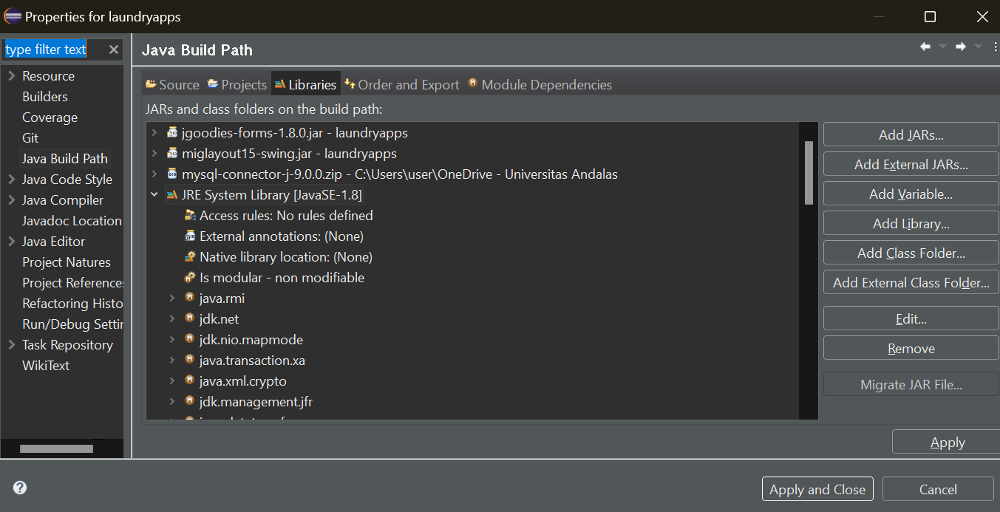 Properties for laundryapps
type filter text
Resource
Builders
Coverage
Git
Java Build Path
Java Code Style
Java Compiler
Javadoc Location
Java Editor
Project Natures
Project References
Refactoring Histo
Run/Debug Settin
Task Repository
WikiText
Java Build Path
Source Projects Libraries Order and Export Module Dependencies
JARs and class folders on the build path:
jgoodies-forms-1.8.0.jar - laundryapps
miglayout15-swing.jar - laundryapps
mysql-connector-j-9.0.0.zip - C:\Users\user\OneDrive - Universitas Andalas
JRE System Library [JavaSE-1.8]
Access rules: No rules defined
External annotations: (None)
Native library location: (None)
Is modular - non modifiable
java.rmi
jdk.net
jdk.nio.mapmode
java.transaction.xa
java.xml.crypto
jdk.management.jfr
Add JARs...
Add External JARs...
Add Variable...
Add Library...
Add Class Folder...
Add External Class Folder...
Edit...
Remove
Migrate JAR File...
Apply
Apply and Close
Cancel